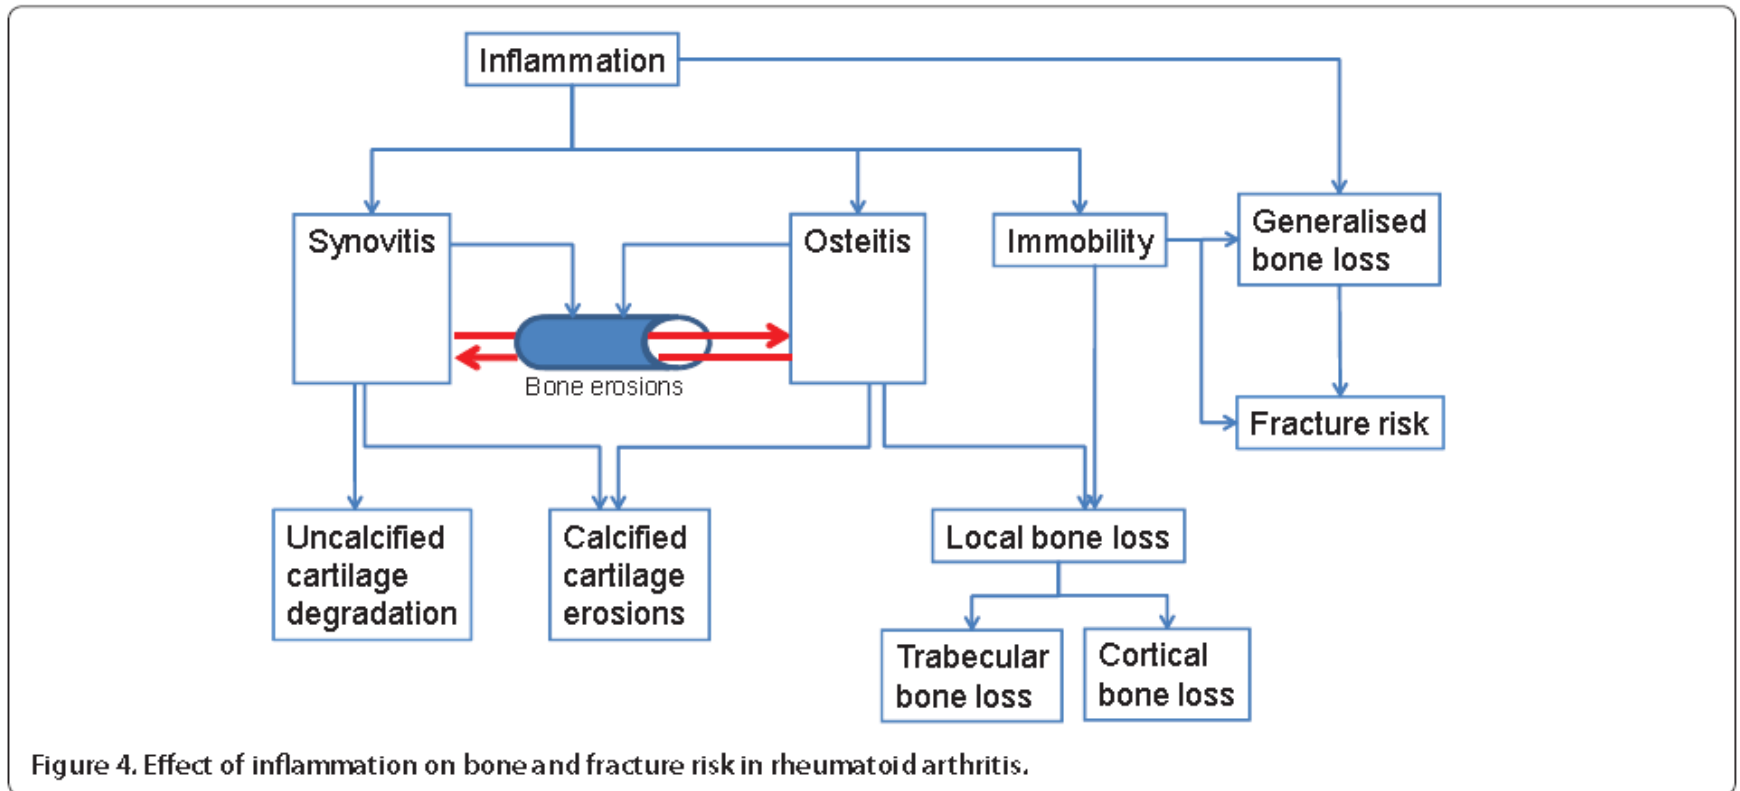 Inflammation
Synovitis
Osteitis
Immobility
Generalised
bone loss
Bone erosions
Fracture risk
Uncalcified
cartilage
degradation
Calcified
cartilage
erosions
Local bone loss
Trabecular
bone loss
Cortical
bone loss
Figure 4. Effect of inflammation on bone and fracture risk in rheumatoid arthritis.